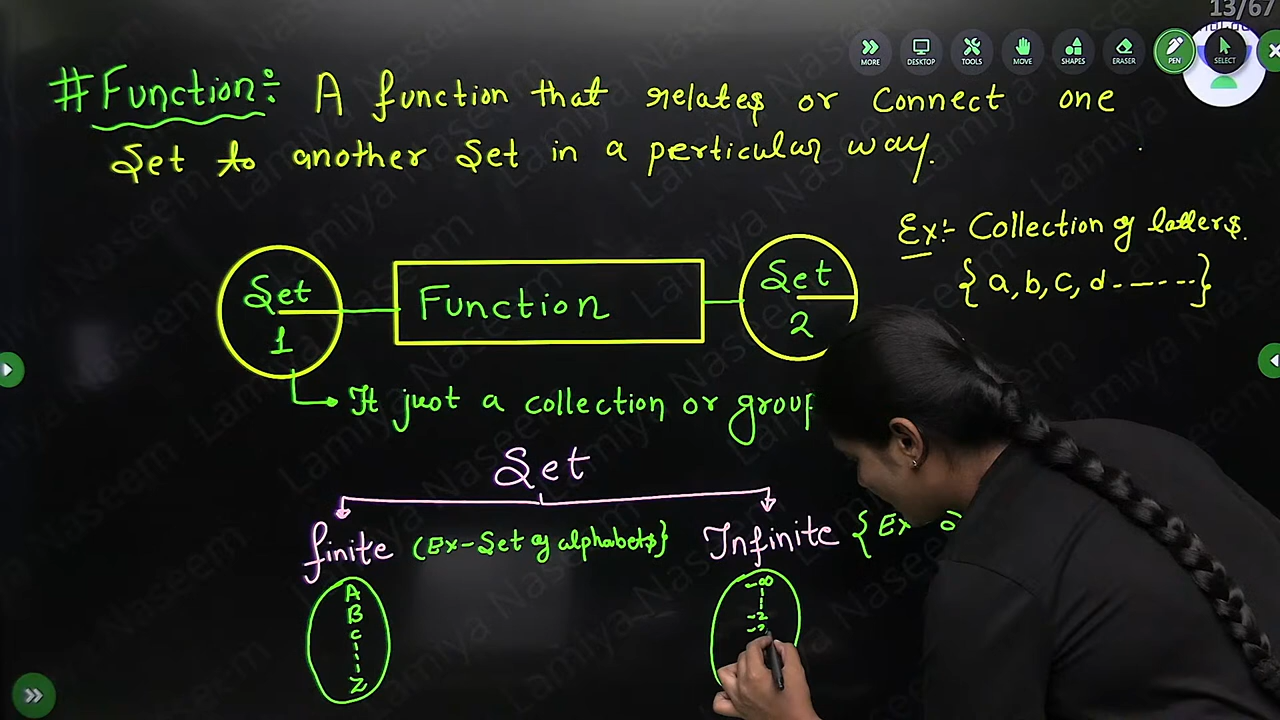 13/67
MORE DESKTOP TOOLS MOVE SHAPES ERASER PEN SELECT
# Function:- A function that relates or connect one
Set to another Set in a perticular way.
Ex:- Collection of latters.
{a, b, c, d - - - - -}
Set 1
Function
Set 2
It just a collection or group
Set
finite (Ex-Set of alphabets}
Infinite { Ex
A
B
C
Z
-∞
-2
Lamiya Naseem